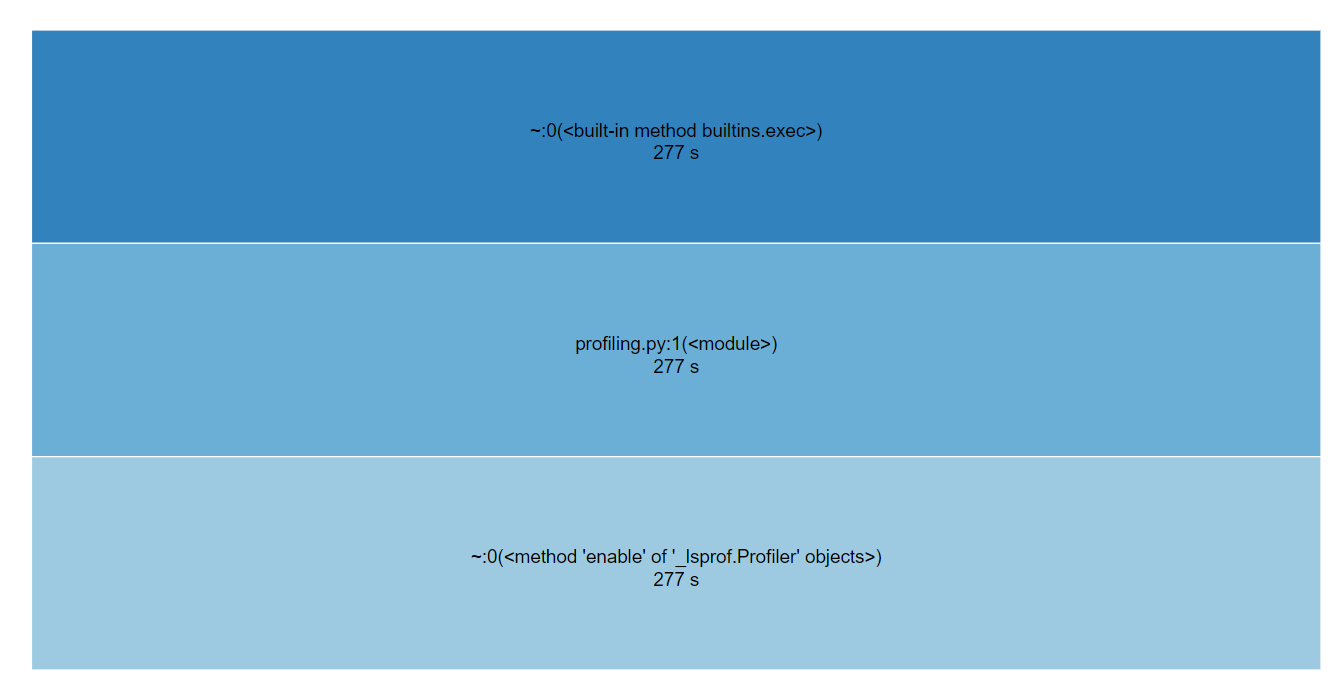 ~:0(<built-in method builtins.exec>)
277 s
profiling.py:1(<module>)
277 s
~:0(<method 'enable' of '_lsprof.Profiler' objects>)
277 s